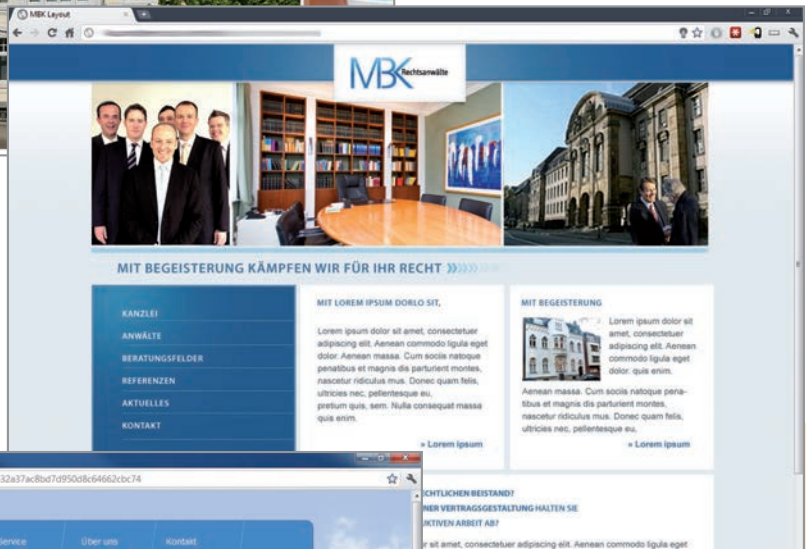 MBK Layout
MBK Rechtsanwälte
MIT BEGEISTERUNG KÄMPFEN WIR FÜR IHR RECHT
KANZLEI
ANWÄLTE
BERATUNGSFELDER
REFERENZEN
AKTUELLES
KONTAKT
MIT LOREM IPSUM DORLO SIT,
Lorem ipsum dolor sit amet, consectetuer
adipiscing elit. Aenean commodo ligula eget
dolor. Aenean massa. Cum sociis natoque
penatibus et magnis dis parturient montes,
nascetur ridiculus mus. Donec quam felis,
ultricies nec, pellentesque eu,
pretium quis, sem. Nulla consequat massa
quis enim.
» Lorem ipsum
MIT BEGEISTERUNG
Lorem ipsum dolor sit
amet, consectetuer
adipiscing elit. Aenean
commodo ligula eget
dolor. quis enim.
Aenean massa. Cum sociis natoque pena-
tibus et magnis dis parturient montes,
nascetur ridiculus mus. Donec quam felis,
ultricies nec, pellentesque eu,
» Lorem ipsum
32a37ac8bd7d950d8c64662cbc74
Service
Über uns
Kontakt
CHTLICHEN BEISTAND?
NER VERTRAGSGESTALTUNG HALTEN SIE
UKTIVEN ARBEIT AB?
sit amet, consectetuer adipiscing elit. Aenean commodo ligula eget